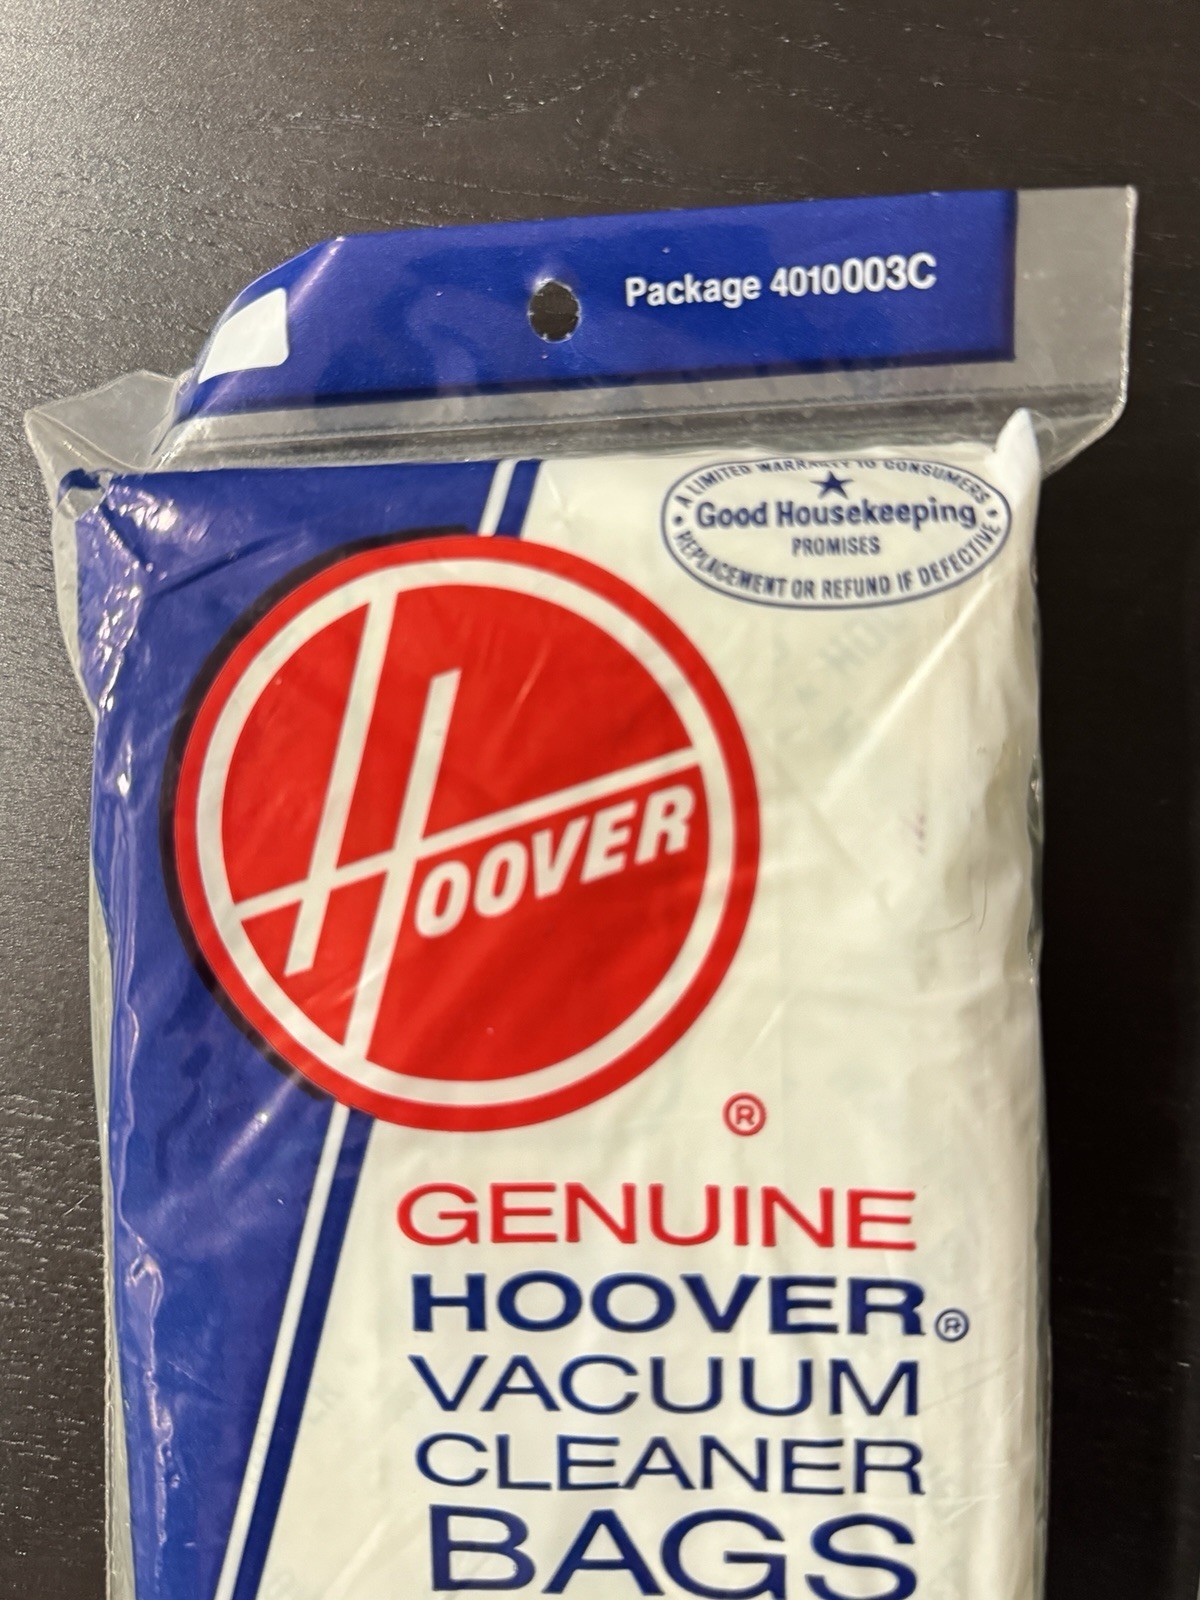 Package 4010003C
A LIMITED WARRANTY TO CONSUMERS
Good Housekeeping
PROMISES
REPLACEMENT OR REFUND IF DEFECTIVE
HOOVER
®
GENUINE
HOOVER®
VACUUM
CLEANER
BAGS